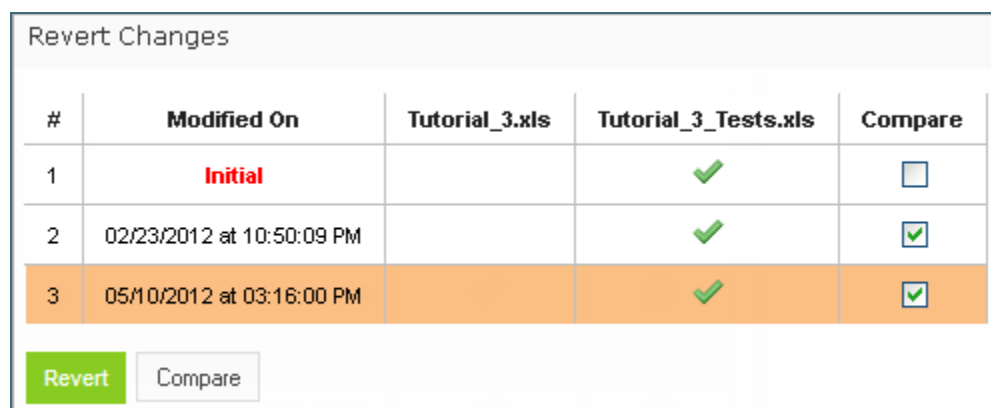 Revert Changes
# Modified On Tutorial_3.xls Tutorial_3_Tests.xls Compare
1 Initial
2 02/23/2012 at 10:50:09 PM
3 05/10/2012 at 03:16:00 PM
Revert Compare